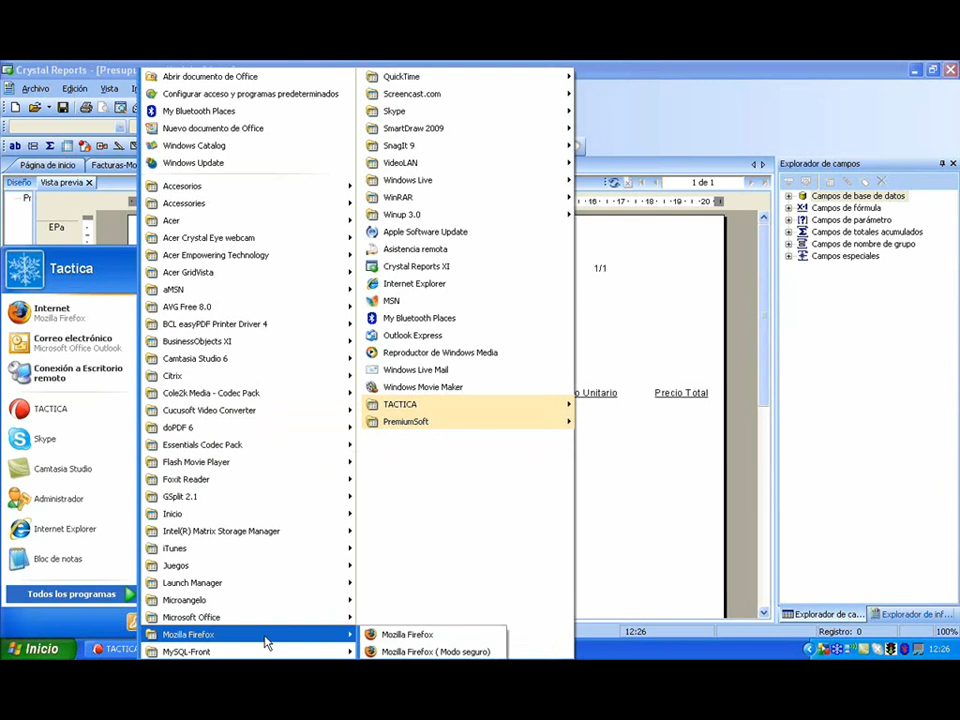 Crystal Reports - [Presup
Archivo Edición Vista
Página de inicio Facturas-Mo
Diseño Vista previa
EPa
Tactica
Internet
Mozilla Firefox
Correo electrónico
Microsoft Office Outlook
Conexión a Escritorio
remoto
TACTICA
Skype
Camtasia Studio
Administrador
Internet Explorer
Bloc de notas
Todos los programas
Inicio
TACTICA
Abrir documento de Office
Configurar acceso y programas predeterminados
My Bluetooth Places
Nuevo documento de Office
Windows Catalog
Windows Update
Accesorios
Accessories
Acer
Acer Crystal Eye webcam
Acer Empowering Technology
Acer GridVista
aMSN
AVG Free 8.0
BCL easyPDF Printer Driver 4
BusinessObjects XI
Camtasia Studio 6
Citrix
Cole2k Media - Codec Pack
Cucusoft Video Converter
doPDF 6
Essentials Codec Pack
Flash Movie Player
Foxit Reader
GSplit 2.1
Inicio
Intel(R) Matrix Storage Manager
iTunes
Juegos
Launch Manager
Microangelo
Microsoft Office
Mozilla Firefox
MySQL-Front
QuickTime
Screencast.com
Skype
SmartDraw 2009
SnagIt 9
VideoLAN
Windows Live
WinRAR
Winup 3.0
Apple Software Update
Asistencia remota
Crystal Reports XI
Internet Explorer
MSN
My Bluetooth Places
Outlook Express
Reproductor de Windows Media
Windows Live Mail
Windows Movie Maker
TACTICA
PremiumSoft
Mozilla Firefox
Mozilla Firefox ( Modo seguro)
1 de 1
16 17 18 19 20
1/1
Unitario Precio Total
Explorador de campos
Campos de base de datos
Campos de fórmula
Campos de parámetro
Campos de totales acumulados
Campos de nombre de grupo
Campos especiales
Explorador de ca... Explorador de inf...
12:26 Registro: 0 100%
12:26